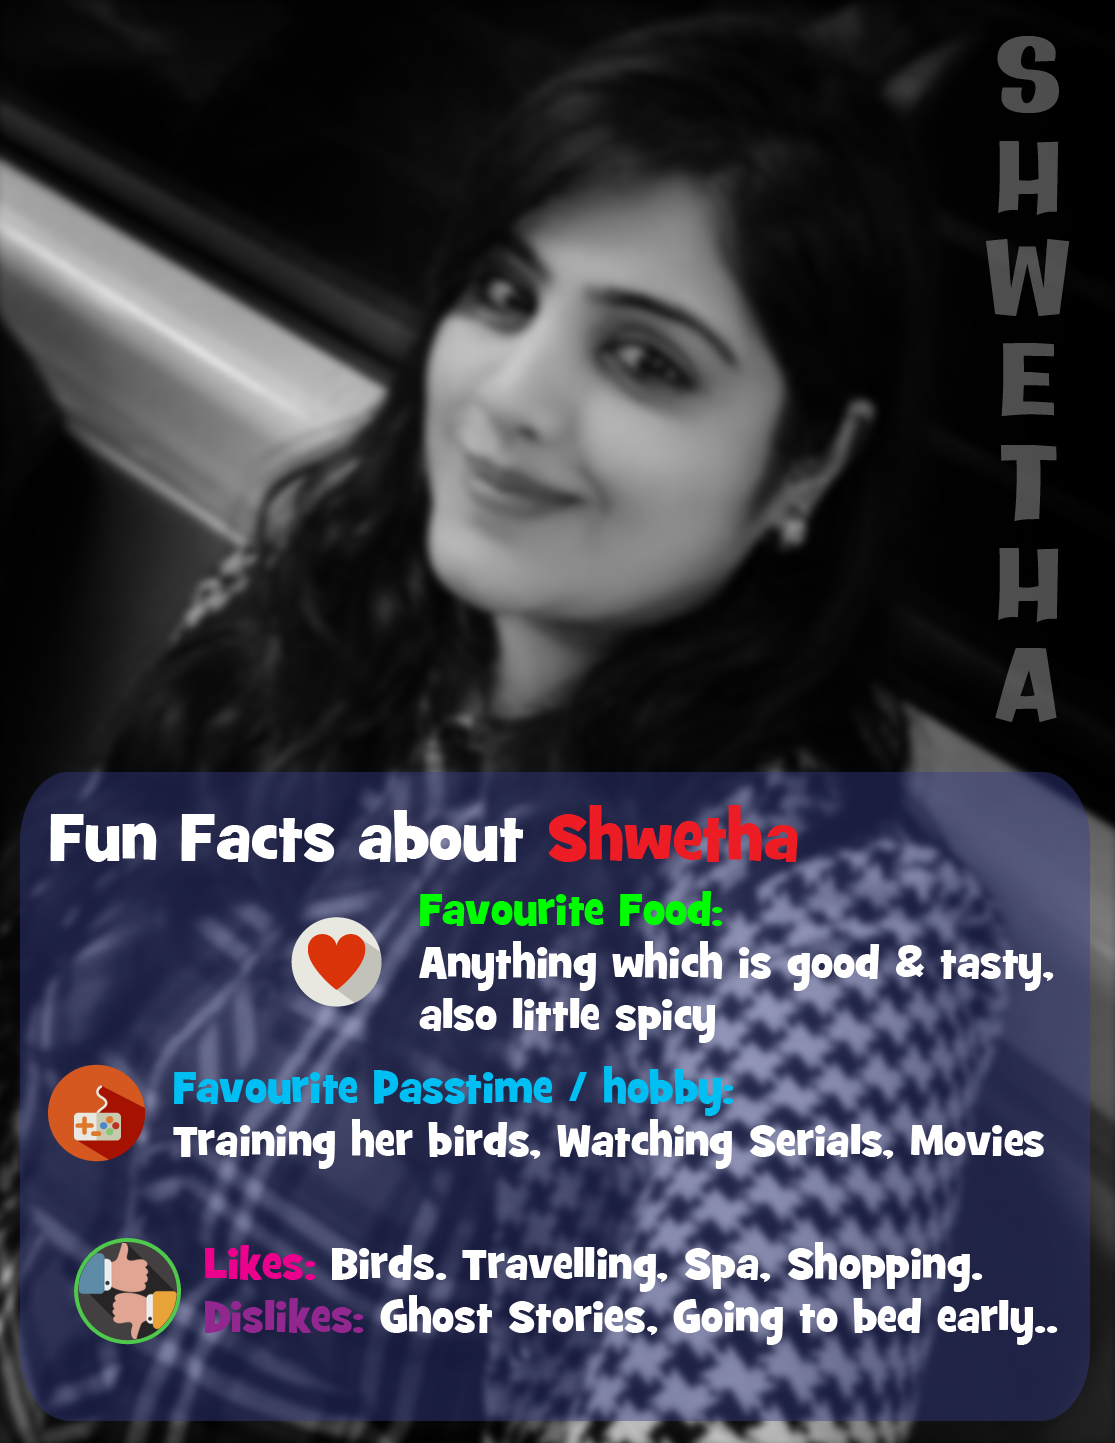 SHWETHA
Fun Facts about Shwetha
Favourite Food:
Anything which is good & tasty,
also little spicy
Favourite Passtime / hobby:
Training her birds, Watching Serials, Movies
Likes: Birds. Travelling, Spa, Shopping.
Dislikes: Ghost Stories, Going to bed early..